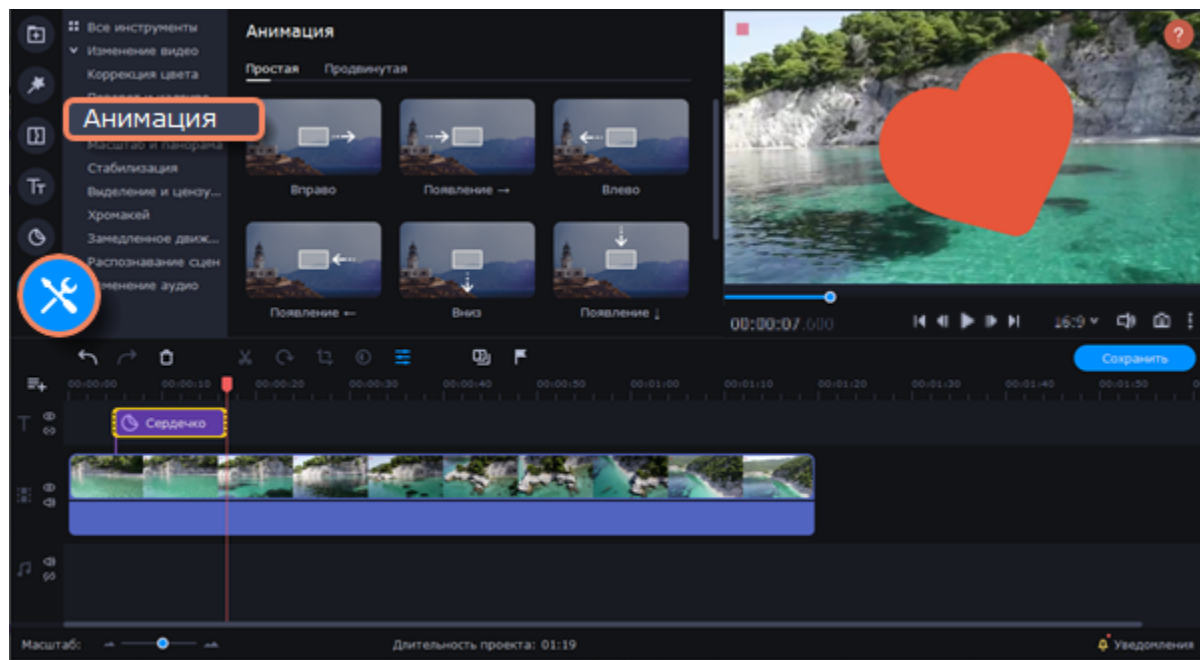 Все инструменты
Изменение видео
Коррекция цвета
Анимация
Масштаб и панорама
Стабилизация
Выделение и цензу...
Хромакей
Замедленное движ...
Распознавание сцен
Анимация
Простая Продвинутая
Вправо Появление → Влево
Появление ← Вниз Появление ↓
?
00:00:07.600
16:9
Сохранить
00:00:00 00:00:10 00:00:20 00:00:30 00:00:40 00:00:50 00:01:00 00:01:10 00:01:20 00:01:30 00:01:40 00:01:50
Сердечко
Масштаб:
Длительность проекта: 01:19
Уведомления